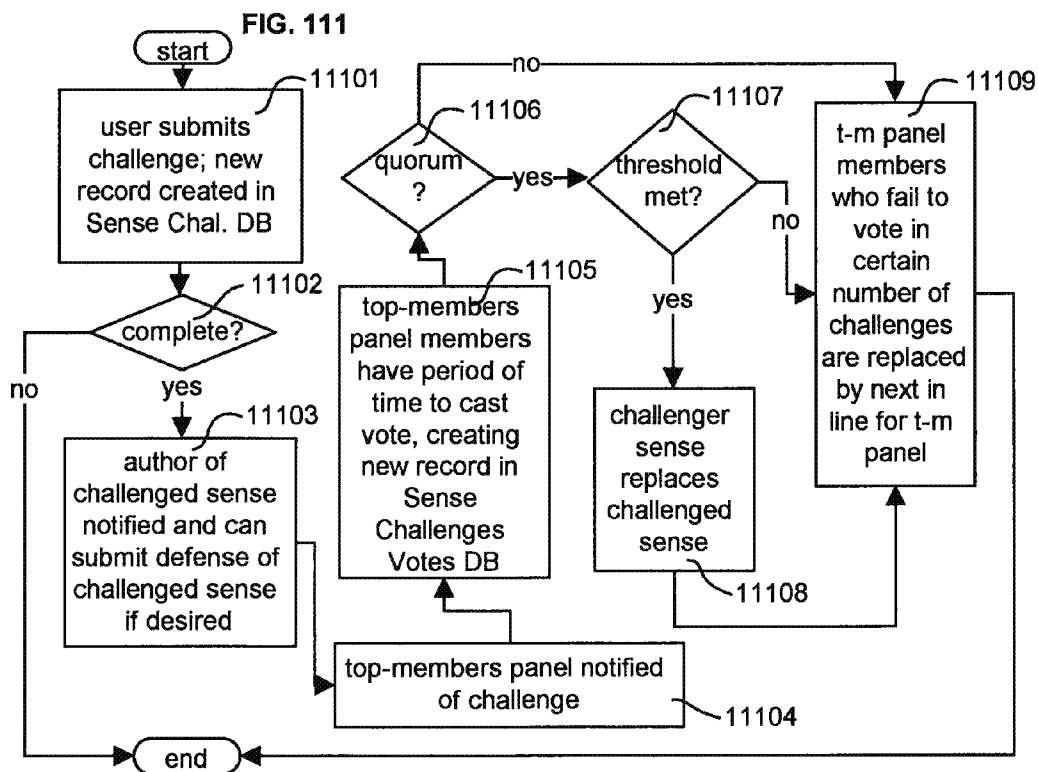 FIG. 111
start
11101
user submits
challenge; new
record created in
Sense Chal. DB
11102
complete?
no
yes
11103
author of
challenged sense
notified and can
submit defense of
challenged sense
if desired
top-members panel notified
of challenge
11104
11105
top-members
panel members
have period of
time to cast
vote, creating
new record in
Sense
Challenges
Votes DB
11106
quorum
?
no
yes
11107
threshold
met?
no
yes
challenger
sense
replaces
challenged
sense
11108
11109
t-m panel
members
who fail to
vote in
certain
number of
challenges
are replaced
by next in
line for t-m
panel
end